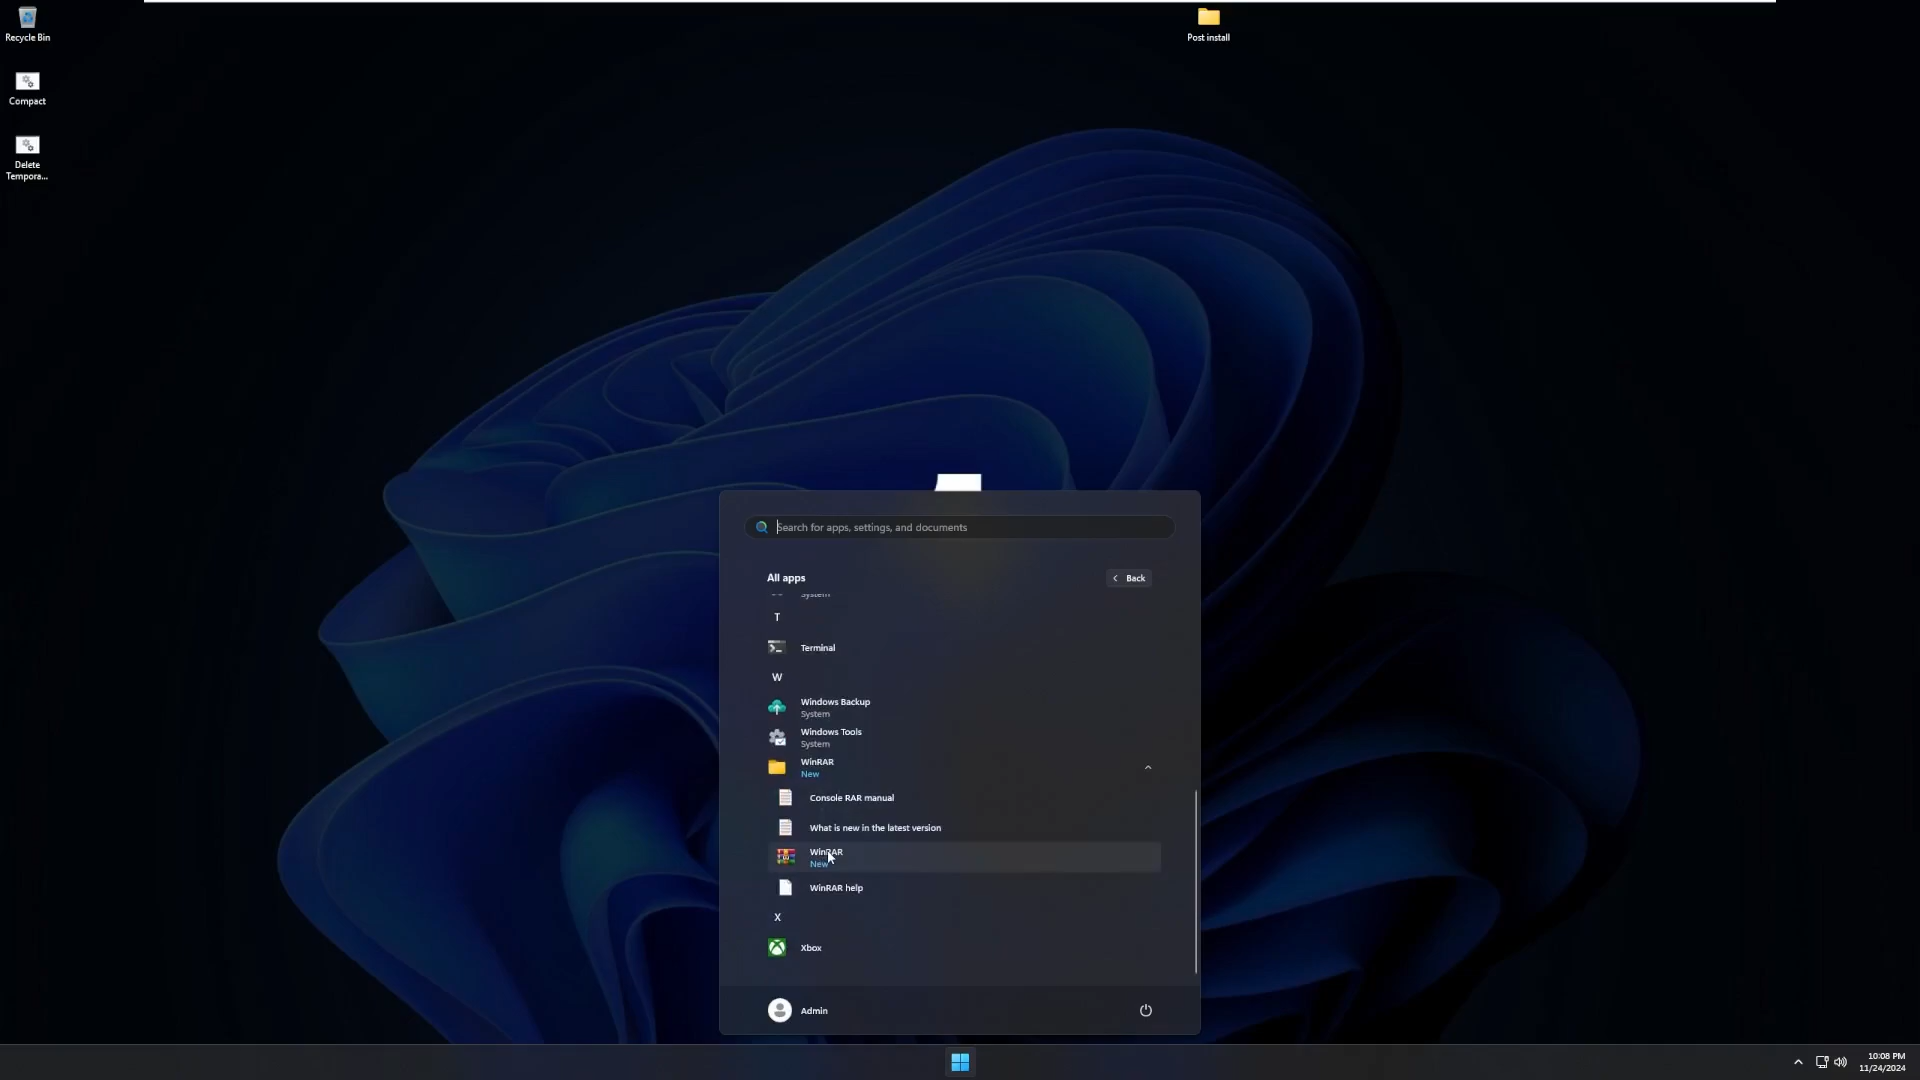 Recycle Bin
Post install
Compact
Delete
Tempora...
Search for apps, settings, and documents
All apps
Back
System
T
Terminal
W
Windows Backup
System
Windows Tools
System
WinRAR
New
Console RAR manual
What is new in the latest version
WinRAR
New
WinRAR help
X
Xbox
Admin
10:08 PM
11/24/2024